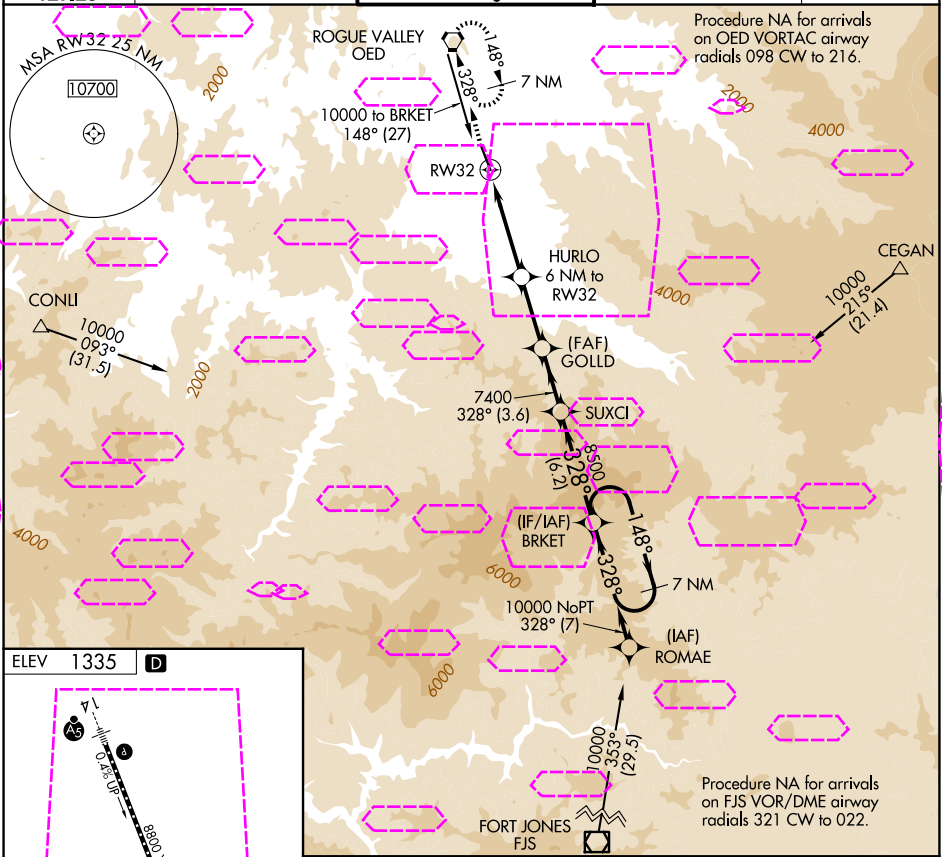 MSA RW32 25 NM
10700
2000
ROGUE VALLEY
OED
148°
328°
7 NM
10000 to BRKET
148° (27)
Procedure NA for arrivals
on OED VORTAC airway
radials 098 CW to 216.
2000
4000
RW32
HURLO
6 NM to
RW32
CEGAN
10000
215°
(21.4)
4000
CONLI
10000
093°
(31.5)
2000
(FAF)
GOLLD
7400
328° (3.6)
SUXCI
8500
328°
(6.2)
(IF/IAF)
BRKET
148°
328°
7 NM
4000
6000
10000 NoPT
328° (7)
(IAF)
ROMAE
6000
ELEV 1335 D
14
A5
P
0.4% UP
8800
10000
353°
(29.5)
FORT JONES
FJS
Procedure NA for arrivals
on FJS VOR/DME airway
radials 321 CW to 022.